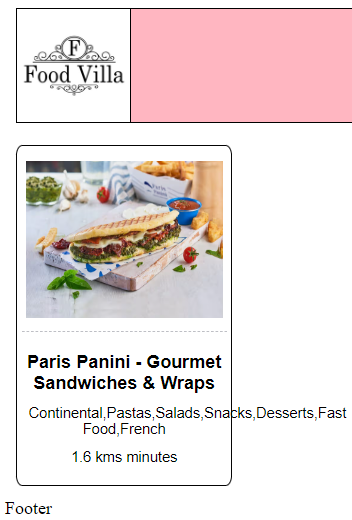 F
Food Villa
Paris Panini - Gourmet
Sandwiches & Wraps
Continental,Pastas,Salads,Snacks,Desserts,Fast
Food,French
1.6 kms minutes
Footer